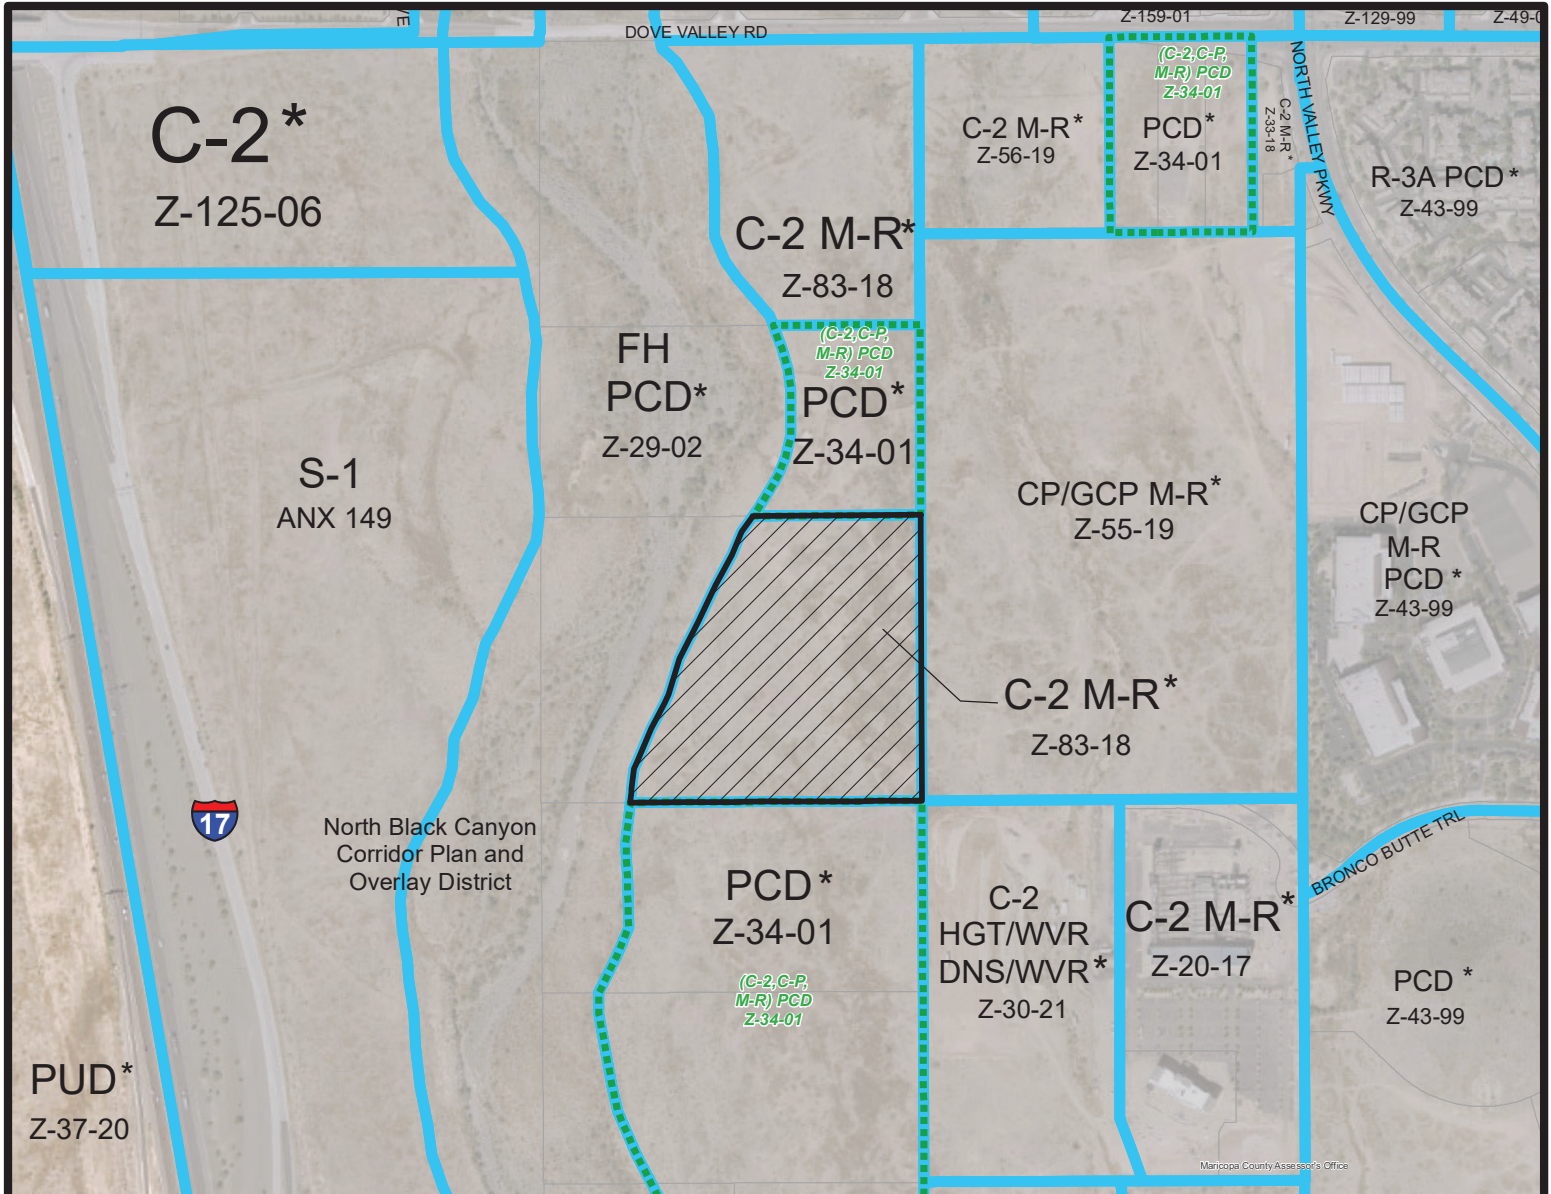 VE
DOVE VALLEY RD
Z-159-01
Z-129-99
C-2*
Z-125-06
(C-2,C-P,
M-R) PCD
Z-34-01
PCD*
Z-34-01
C-2 M-R*
Z-56-19
C-2 M-R*
Z-33-18
NORTH VALLEY PKWY
R-3A PCD*
Z-43-99
C-2 M-R*
Z-83-18
FH
PCD*
Z-29-02
(C-2,C-P,
M-R) PCD
Z-34-01
PCD*
Z-34-01
S-1
ANX 149
CP/GCP M-R*
Z-55-19
CP/GCP
M-R
PCD *
Z-43-99
C-2 M-R*
Z-83-18
17
North Black Canyon
Corridor Plan and
Overlay District
BRONCO BUTTE TRL
PCD*
Z-34-01
(C-2,C-P,
M-R) PCD
Z-34-01
C-2
HGT/WVR
DNS/WVR*
Z-30-21
C-2 M-R*
Z-20-17
PCD *
Z-43-99
PUD*
Z-37-20
Maricopa County Assessor's Office